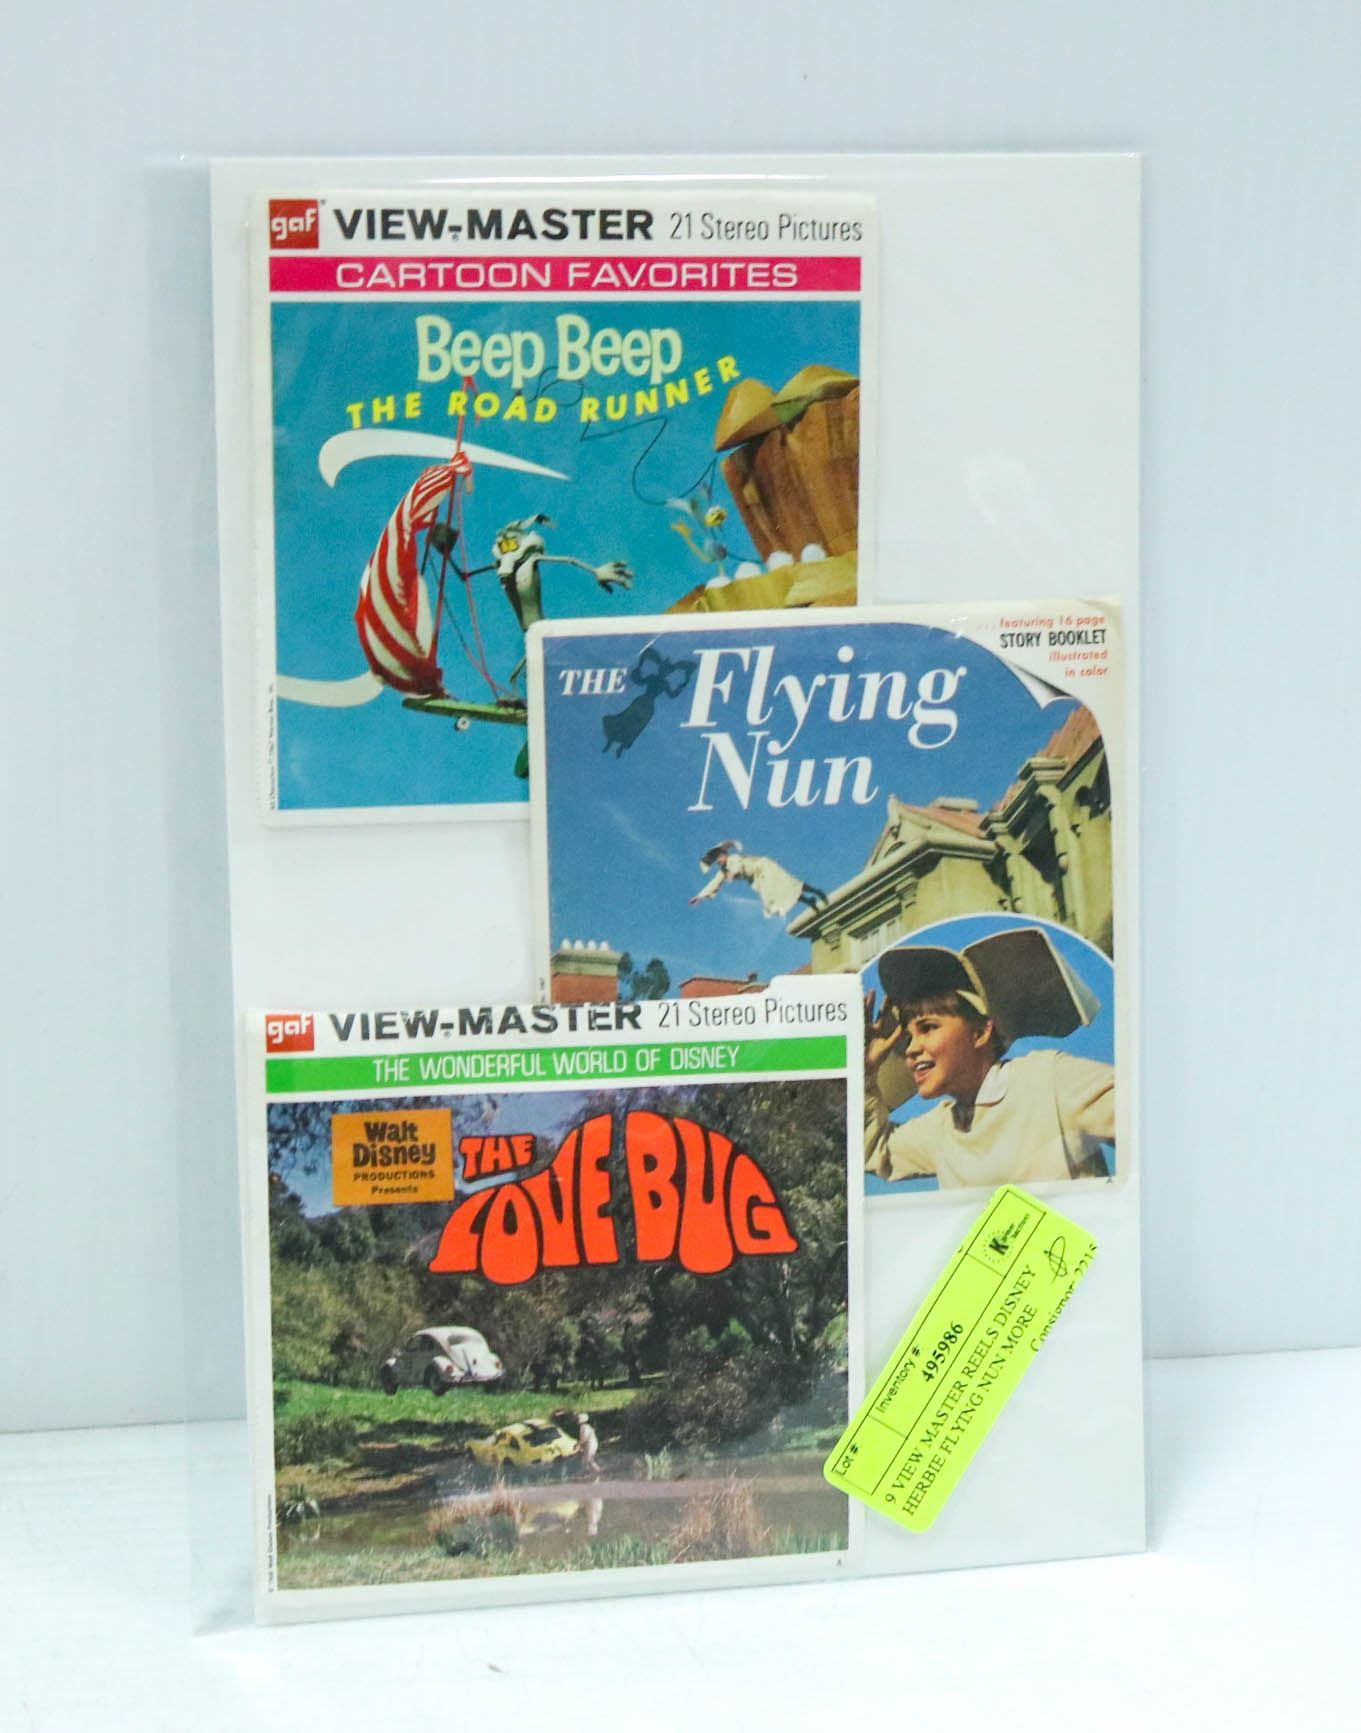 gaf VIEW-MASTER 21 Stereo Pictures
CARTOON FAVORITES
Beep Beep
THE ROAD RUNNER
... featuring 16 page
STORY BOOKLET
illustrated
in color
THE Flying
Nun
A
gaf VIEW-MASTER 21 Stereo Pictures
THE WONDERFUL WORLD OF DISNEY
Walt
Disney
PRODUCTIONS
Presents
THE
LOVE BUG
A
Lot #
Inventory #
495986
9 VIEW MASTER REELS DISNEY
HERBIE FLYING NUN MORE
Consignor: 2215